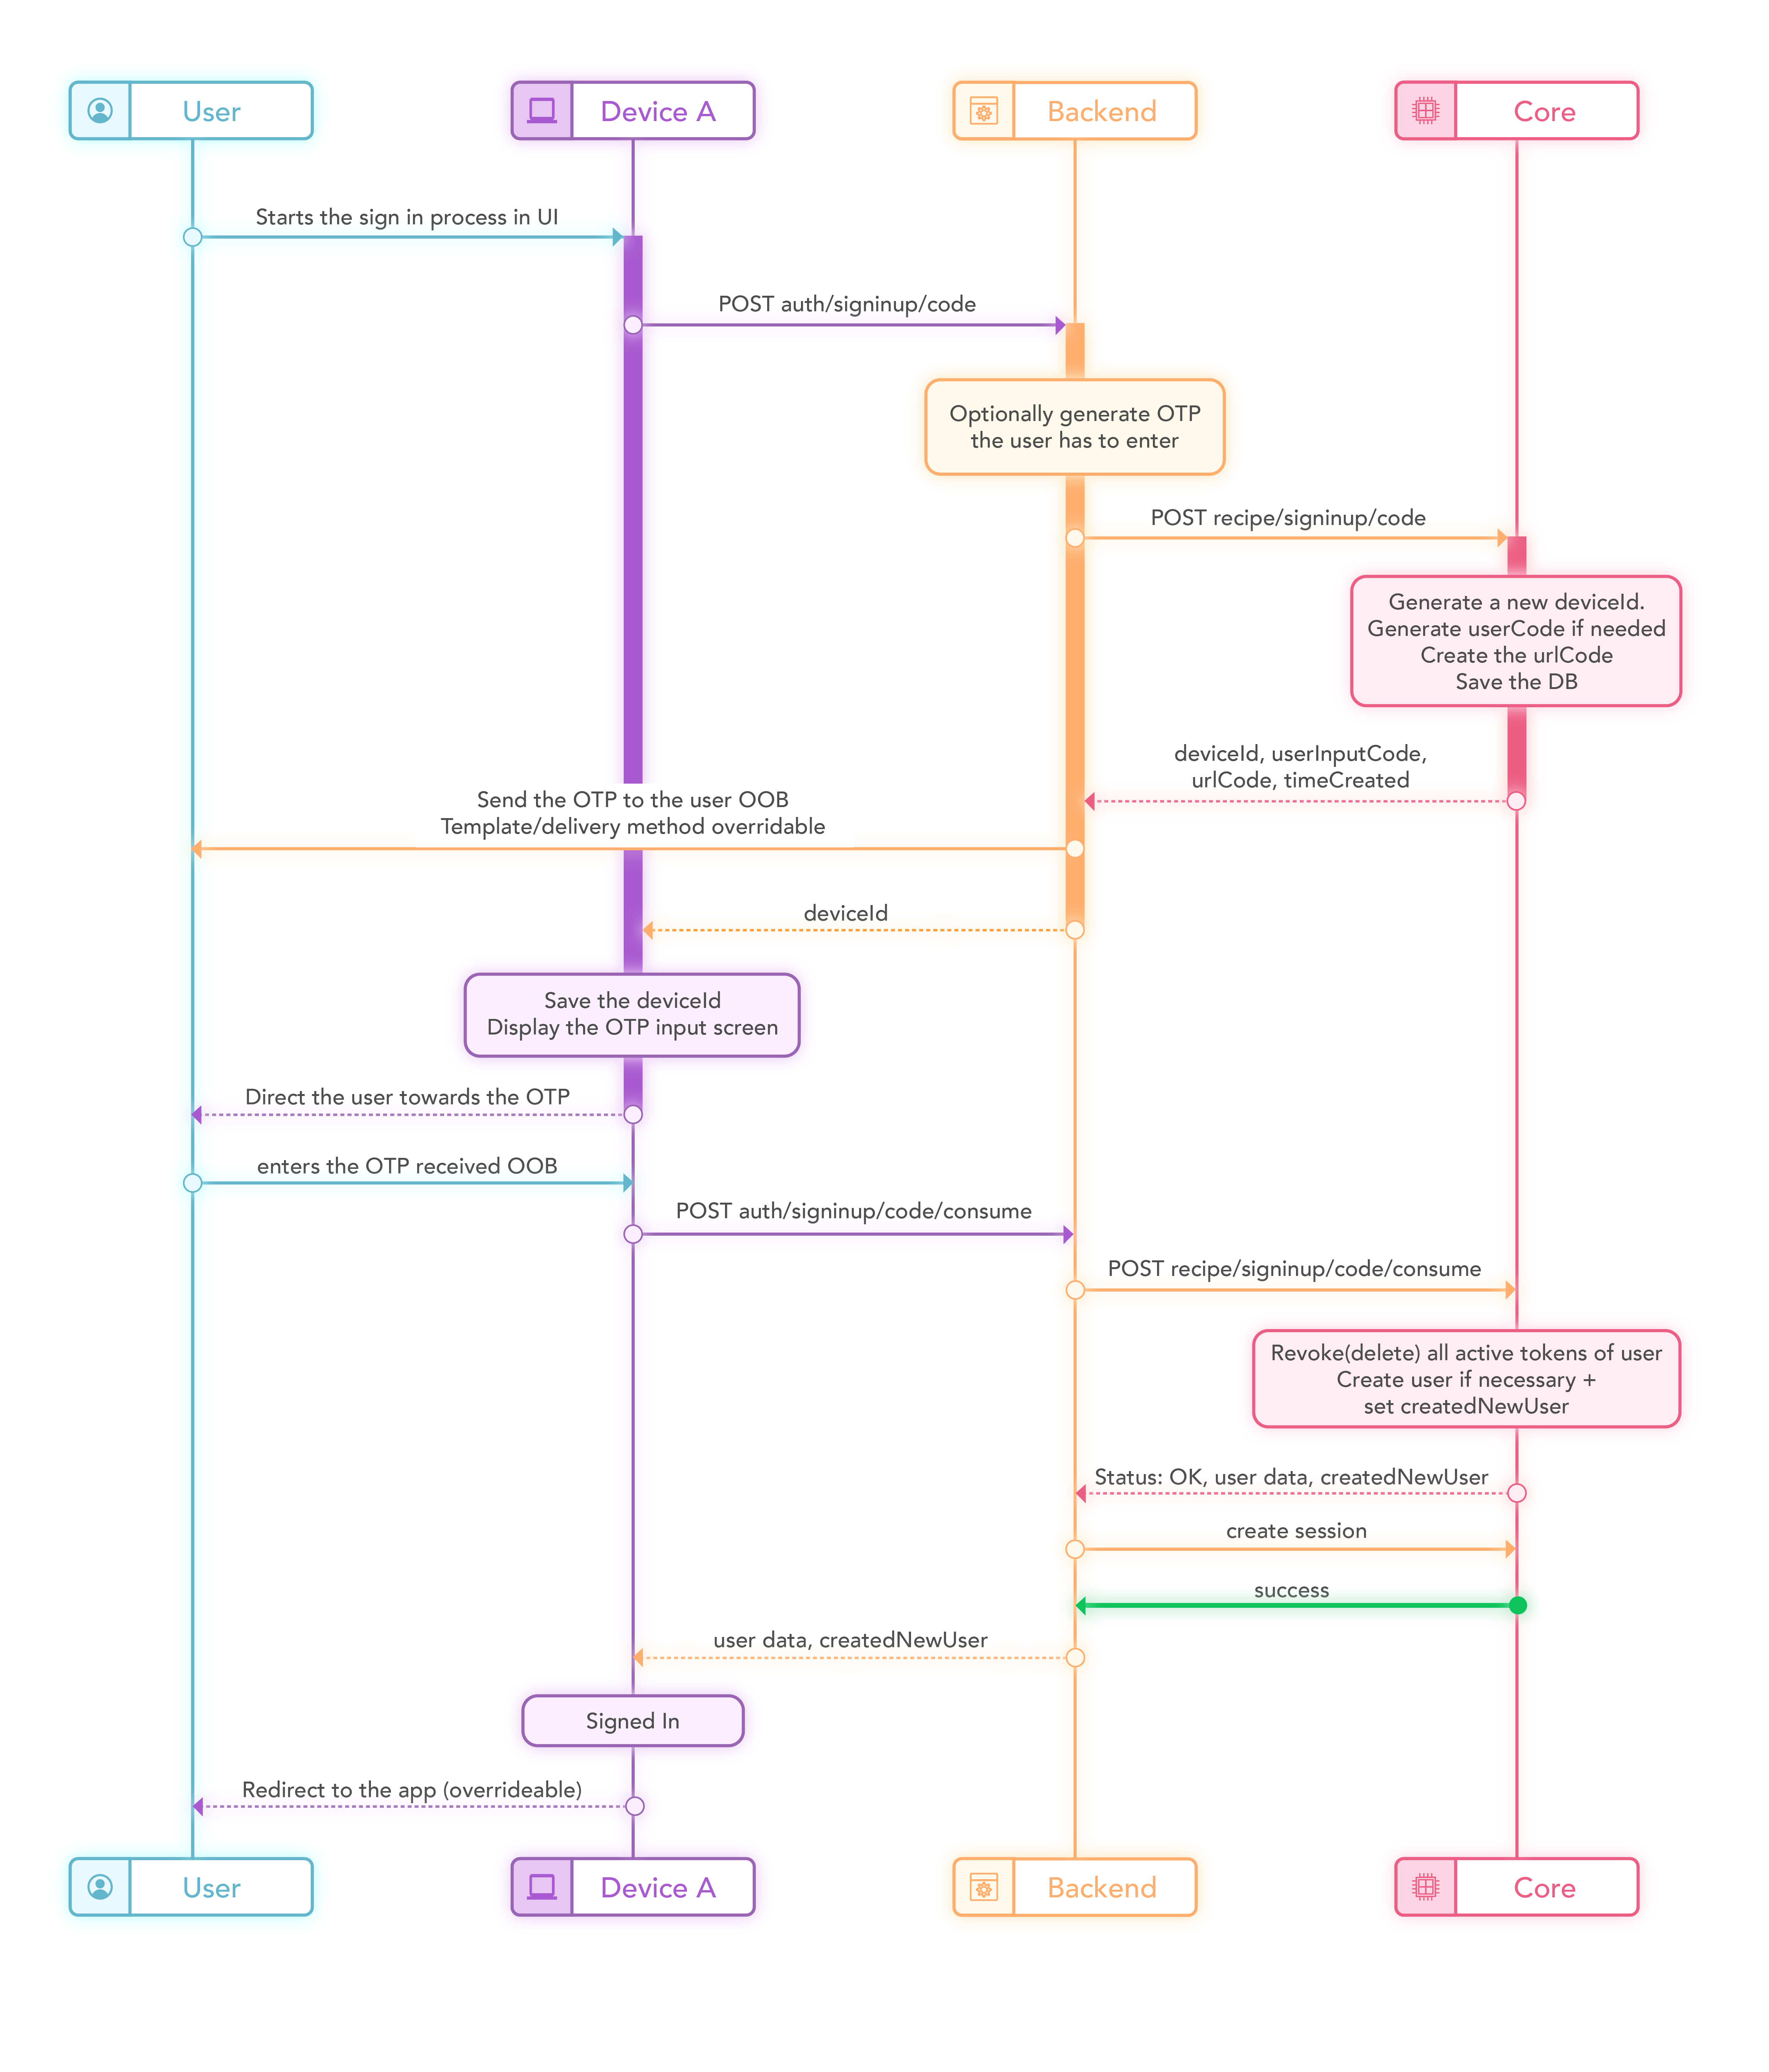 User
Device A
Backend
Core
Starts the sign in process in UI
POST auth/signinup/code
Optionally generate OTP
the user has to enter
POST recipe/signinup/code
Generate a new deviceId.
Generate userCode if needed
Create the urlCode
Save the DB
deviceId, userInputCode,
urlCode, timeCreated
Send the OTP to the user OOB
Template/delivery method overridable
deviceId
Save the deviceId
Display the OTP input screen
Direct the user towards the OTP
enters the OTP received OOB
POST auth/signinup/code/consume
POST recipe/signinup/code/consume
Revoke(delete) all active tokens of user
Create user if necessary +
set createdNewUser
Status: OK, user data, createdNewUser
create session
success
user data, createdNewUser
Signed In
Redirect to the app (overrideable)
User
Device A
Backend
Core